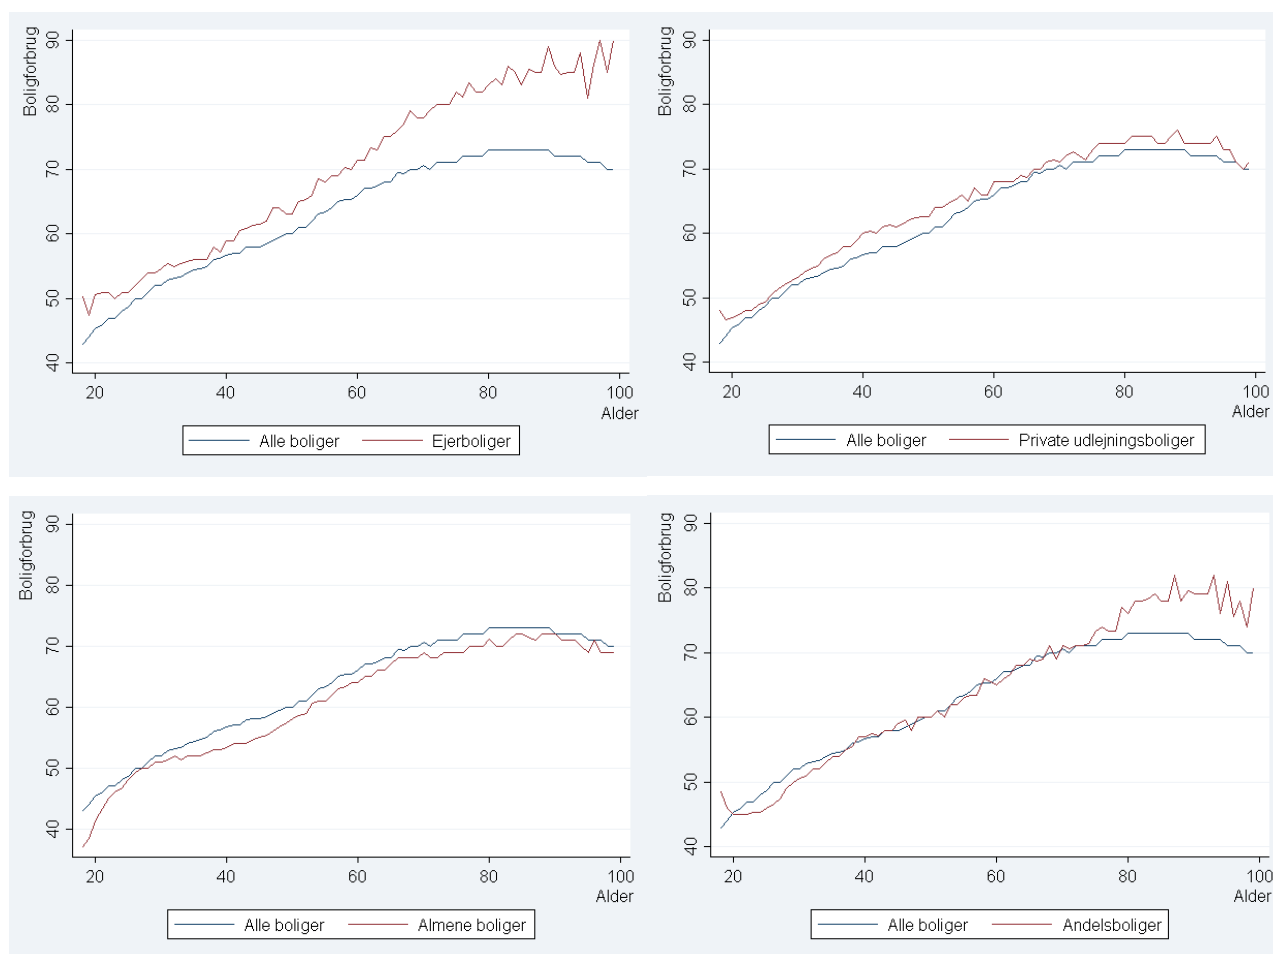 Boligforbrug
90
80
70
60
50
40
20 40 60 80 100
Alder
Alle boliger Ejerboliger
Boligforbrug
90
80
70
60
50
40
20 40 60 80 100
Alder
Alle boliger Private udlejningsboliger
Boligforbrug
90
80
70
60
50
40
20 40 60 80 100
Alder
Alle boliger Almene boliger
Boligforbrug
90
80
70
60
50
40
20 40 60 80 100
Alder
Alle boliger Andelsboliger